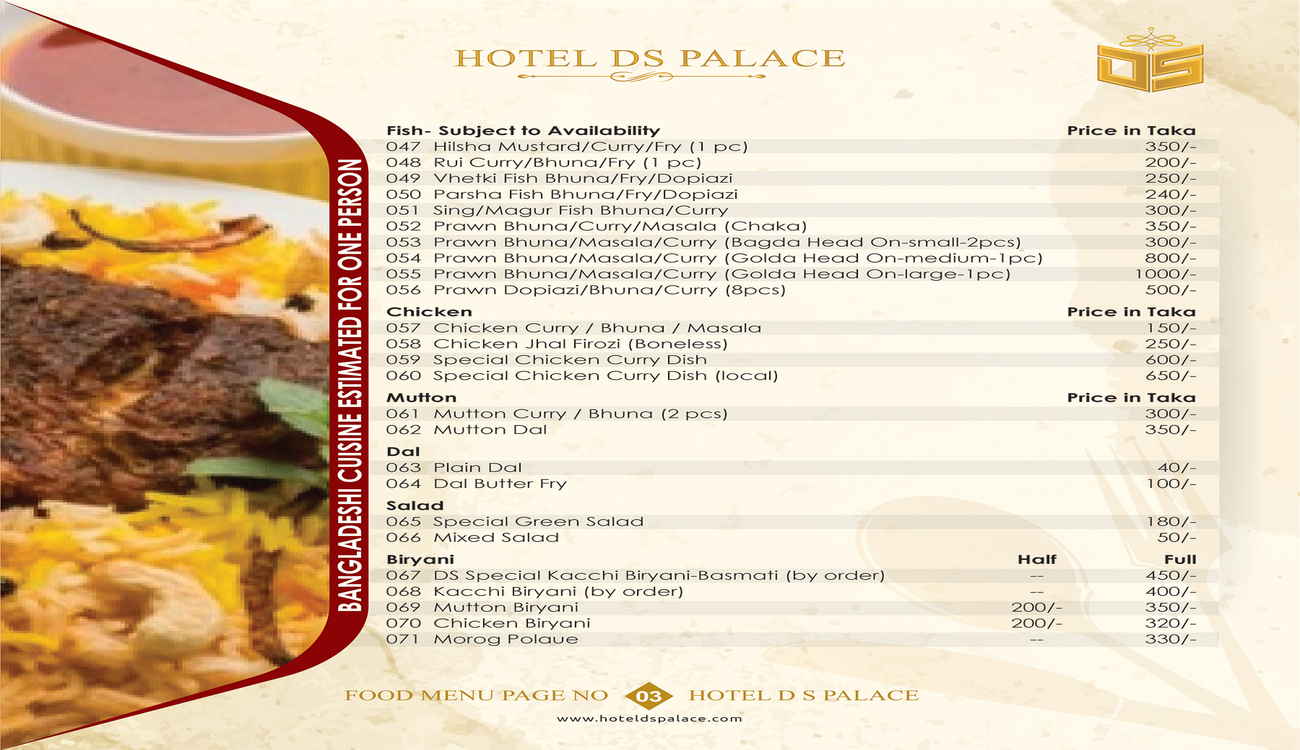 HOTEL DS PALACE
DS
BANGLADESHI CUISINE ESTIMATED FOR ONE PERSON
Fish- Subject to Availability Price in Taka
047 Hilsha Mustard/Curry/Fry (1 pc) 350/-
048 Rui Curry/Bhuna/Fry (1 pc) 200/-
049 Vhetki Fish Bhuna/Fry/Dopiazi 250/-
050 Parsha Fish Bhuna/Fry/Dopiazi 240/-
051 Sing/Magur Fish Bhuna/Curry 300/-
052 Prawn Bhuna/Curry/Masala (Chaka) 350/-
053 Prawn Bhuna/Masala/Curry (Bagda Head On-small-2pcs) 300/-
054 Prawn Bhuna/Masala/Curry (Golda Head On-medium-1pc) 800/-
055 Prawn Bhuna/Masala/Curry (Golda Head On-large-1pc) 1000/-
056 Prawn Dopiazi/Bhuna/Curry (8pcs) 500/-
Chicken Price in Taka
057 Chicken Curry / Bhuna / Masala 150/-
058 Chicken Jhal Firozi (Boneless) 250/-
059 Special Chicken Curry Dish 600/-
060 Special Chicken Curry Dish (local) 650/-
Mutton Price in Taka
061 Mutton Curry / Bhuna (2 pcs) 300/-
062 Mutton Dal 350/-
Dal
063 Plain Dal 40/-
064 Dal Butter Fry 100/-
Salad
065 Special Green Salad 180/-
066 Mixed Salad 50/-
Biryani Half Full
067 DS Special Kacchi Biryani-Basmati (by order) -- 450/-
068 Kacchi Biryani (by order) -- 400/-
069 Mutton Biryani 200/- 350/-
070 Chicken Biryani 200/- 320/-
071 Morog Polaue -- 330/-
FOOD MENU PAGE NO 03 HOTEL D S PALACE
www.hoteldspalace.com